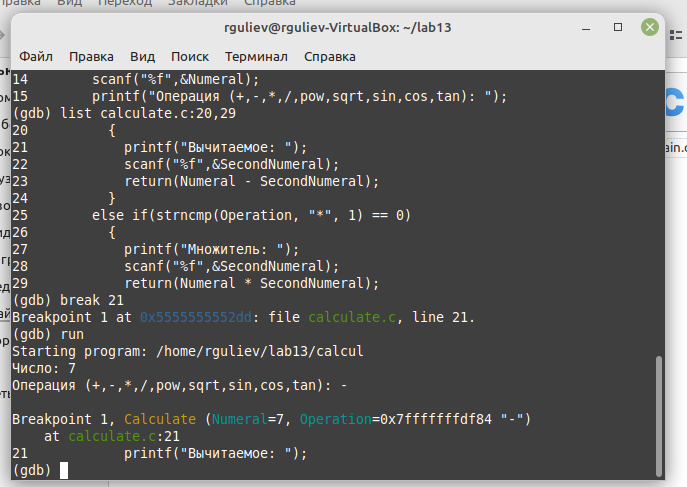 равка Вид Переход Закладки Справка
rguliev@rguliev-VirtualBox: ~/lab13
Файл Правка Вид Поиск Терминал Справка
14 scanf("%f",&Numeral);
15 printf("Операция (+,-,*,/,pow,sqrt,sin,cos,tan): ");
(gdb) list calculate.c:20,29
20 {
21 printf("Вычитаемое: ");
22 scanf("%f",&SecondNumeral);
23 return(Numeral - SecondNumeral);
24 }
25 else if(strncmp(Operation, "*", 1) == 0)
26 {
27 printf("Множитель: ");
28 scanf("%f",&SecondNumeral);
29 return(Numeral * SecondNumeral);
(gdb) break 21
Breakpoint 1 at 0x5555555552dd: file calculate.c, line 21.
(gdb) run
Starting program: /home/rguliev/lab13/calcul
Число: 7
Операция (+,-,*,/,pow,sqrt,sin,cos,tan): -
Breakpoint 1, Calculate (Numeral=7, Operation=0x7fffffffdf84 "-")
at calculate.c:21
21 printf("Вычитаемое: ");
(gdb)